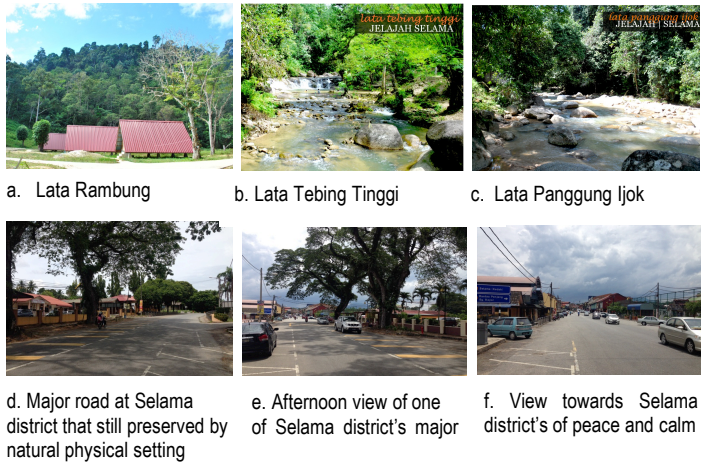 lata tebing tinggi
JELAJAH SELAMA
lata panggung ijok
JELAJAH | SELAMA
a. Lata Rambung
b. Lata Tebing Tinggi
c. Lata Panggung Ijok
d. Major road at Selama
district that still preserved by
natural physical setting
e. Afternoon view of one
of Selama district's major
f. View towards Selama
district's of peace and calm